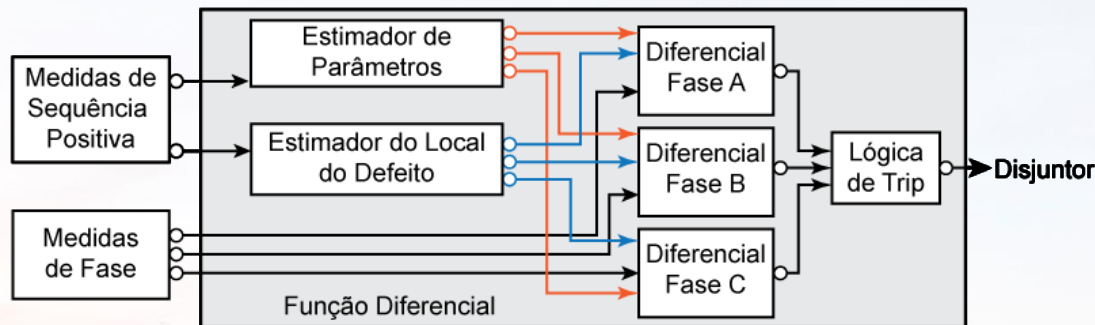 Medidas de
Sequência
Positiva
Medidas
de Fase
Estimador de
Parâmetros
Estimador do Local
do Defeito
Função Diferencial
Diferencial
Fase A
Diferencial
Fase B
Diferencial
Fase C
Lógica
de Trip
Disjuntor